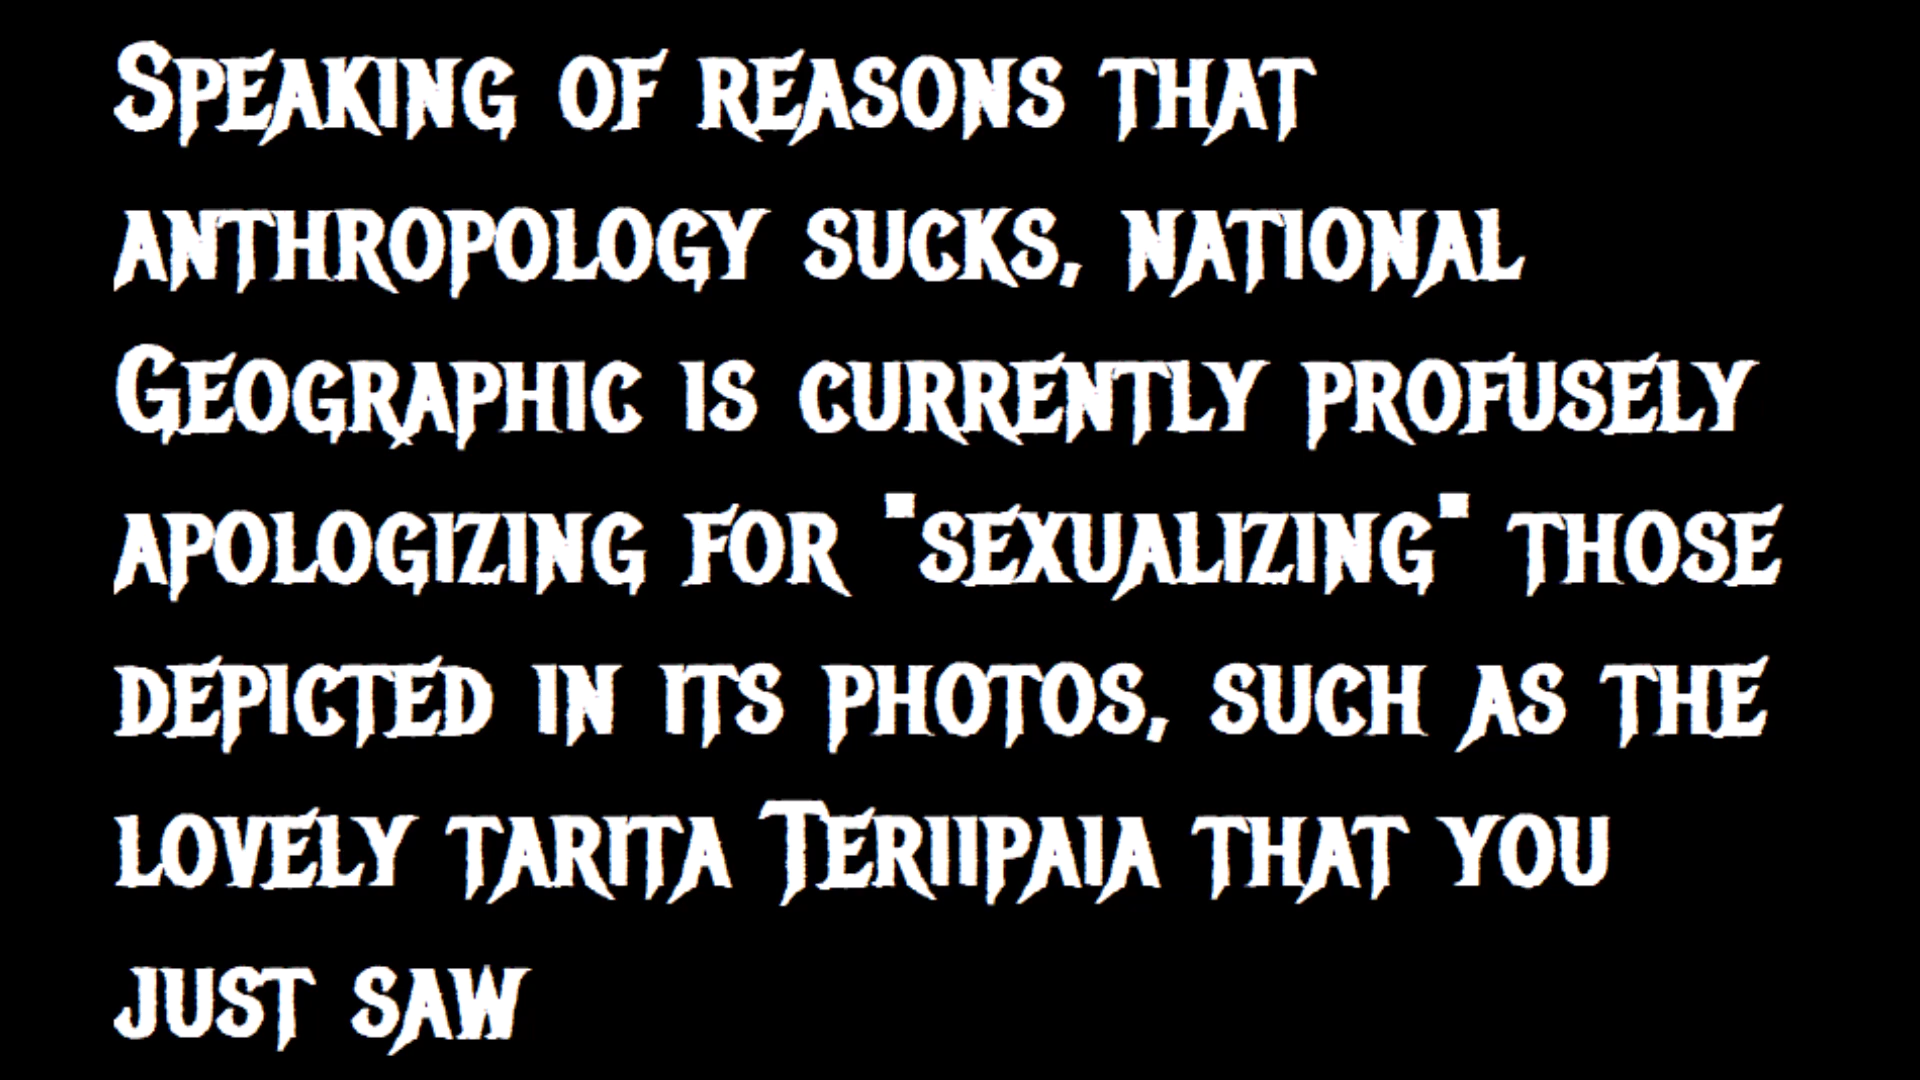 Speaking of reasons that
anthropology sucks, national
Geographic is currently profusely
apologizing for "sexualizing" those
depicted in its photos, such as the
lovely tarita Teriipaia that you
just saw